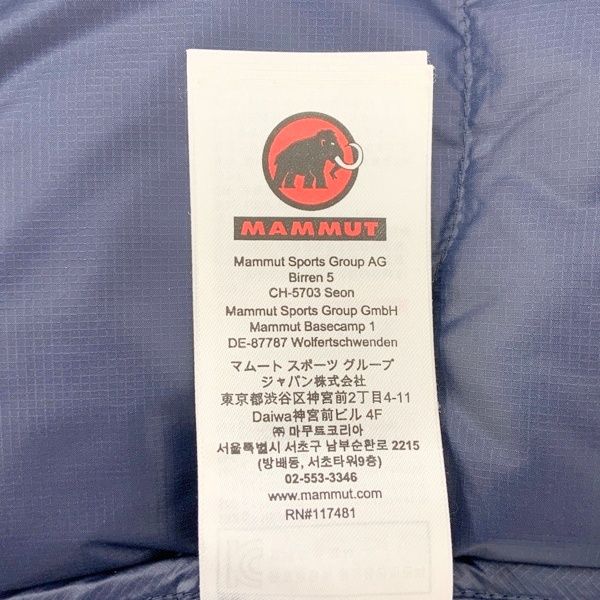 MAMMUT
Mammut Sports Group AG
Birren 5
CH-5703 Seon
Mammut Sports Group GmbH
Mammut Basecamp 1
DE-87787 Wolfertschwenden
マムート スポーツ グループ
ジャパン株式会社
東京都渋谷区神宮前2丁目4-11
Daiwa神宮前ビル 4F
㈜ 마무트코리아
서울특별시 서초구 남부순환로 2215
(방배동, 서초타워9층)
02-553-3346
www.mammut.com
RN#117481